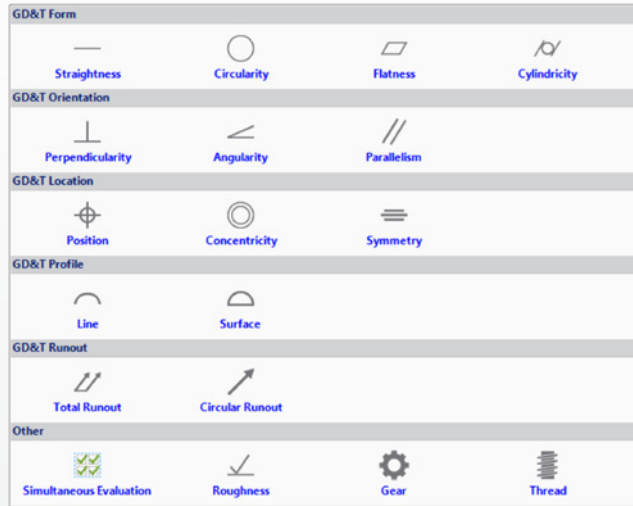 GD&T Form
Straightness Circularity Flatness Cylindricity
GD&T Orientation
Perpendicularity Angularity Parallelism
GD&T Location
Position Concentricity Symmetry
GD&T Profile
Line Surface
GD&T Runout
Total Runout Circular Runout
Other
Simultaneous Evaluation Roughness Gear Thread